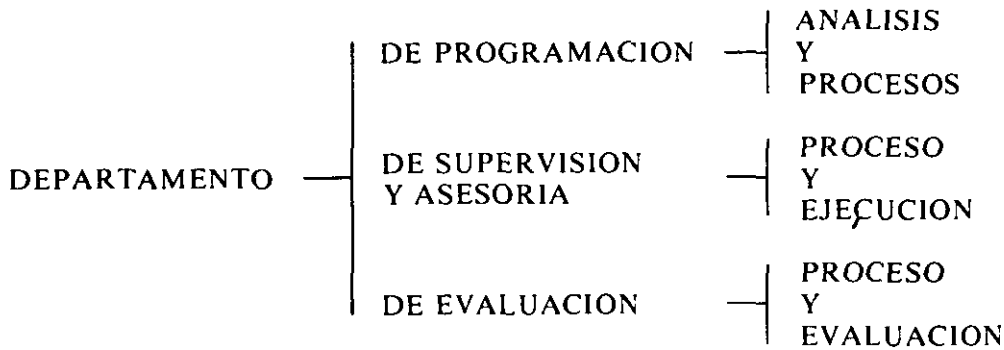 DEPARTAMENTO
DE PROGRAMACION
ANALISIS
Y
PROCESOS
DE SUPERVISION
Y ASESORIA
PROCESO
Y
EJECUCION
DE EVALUACION
PROCESO
Y
EVALUACION